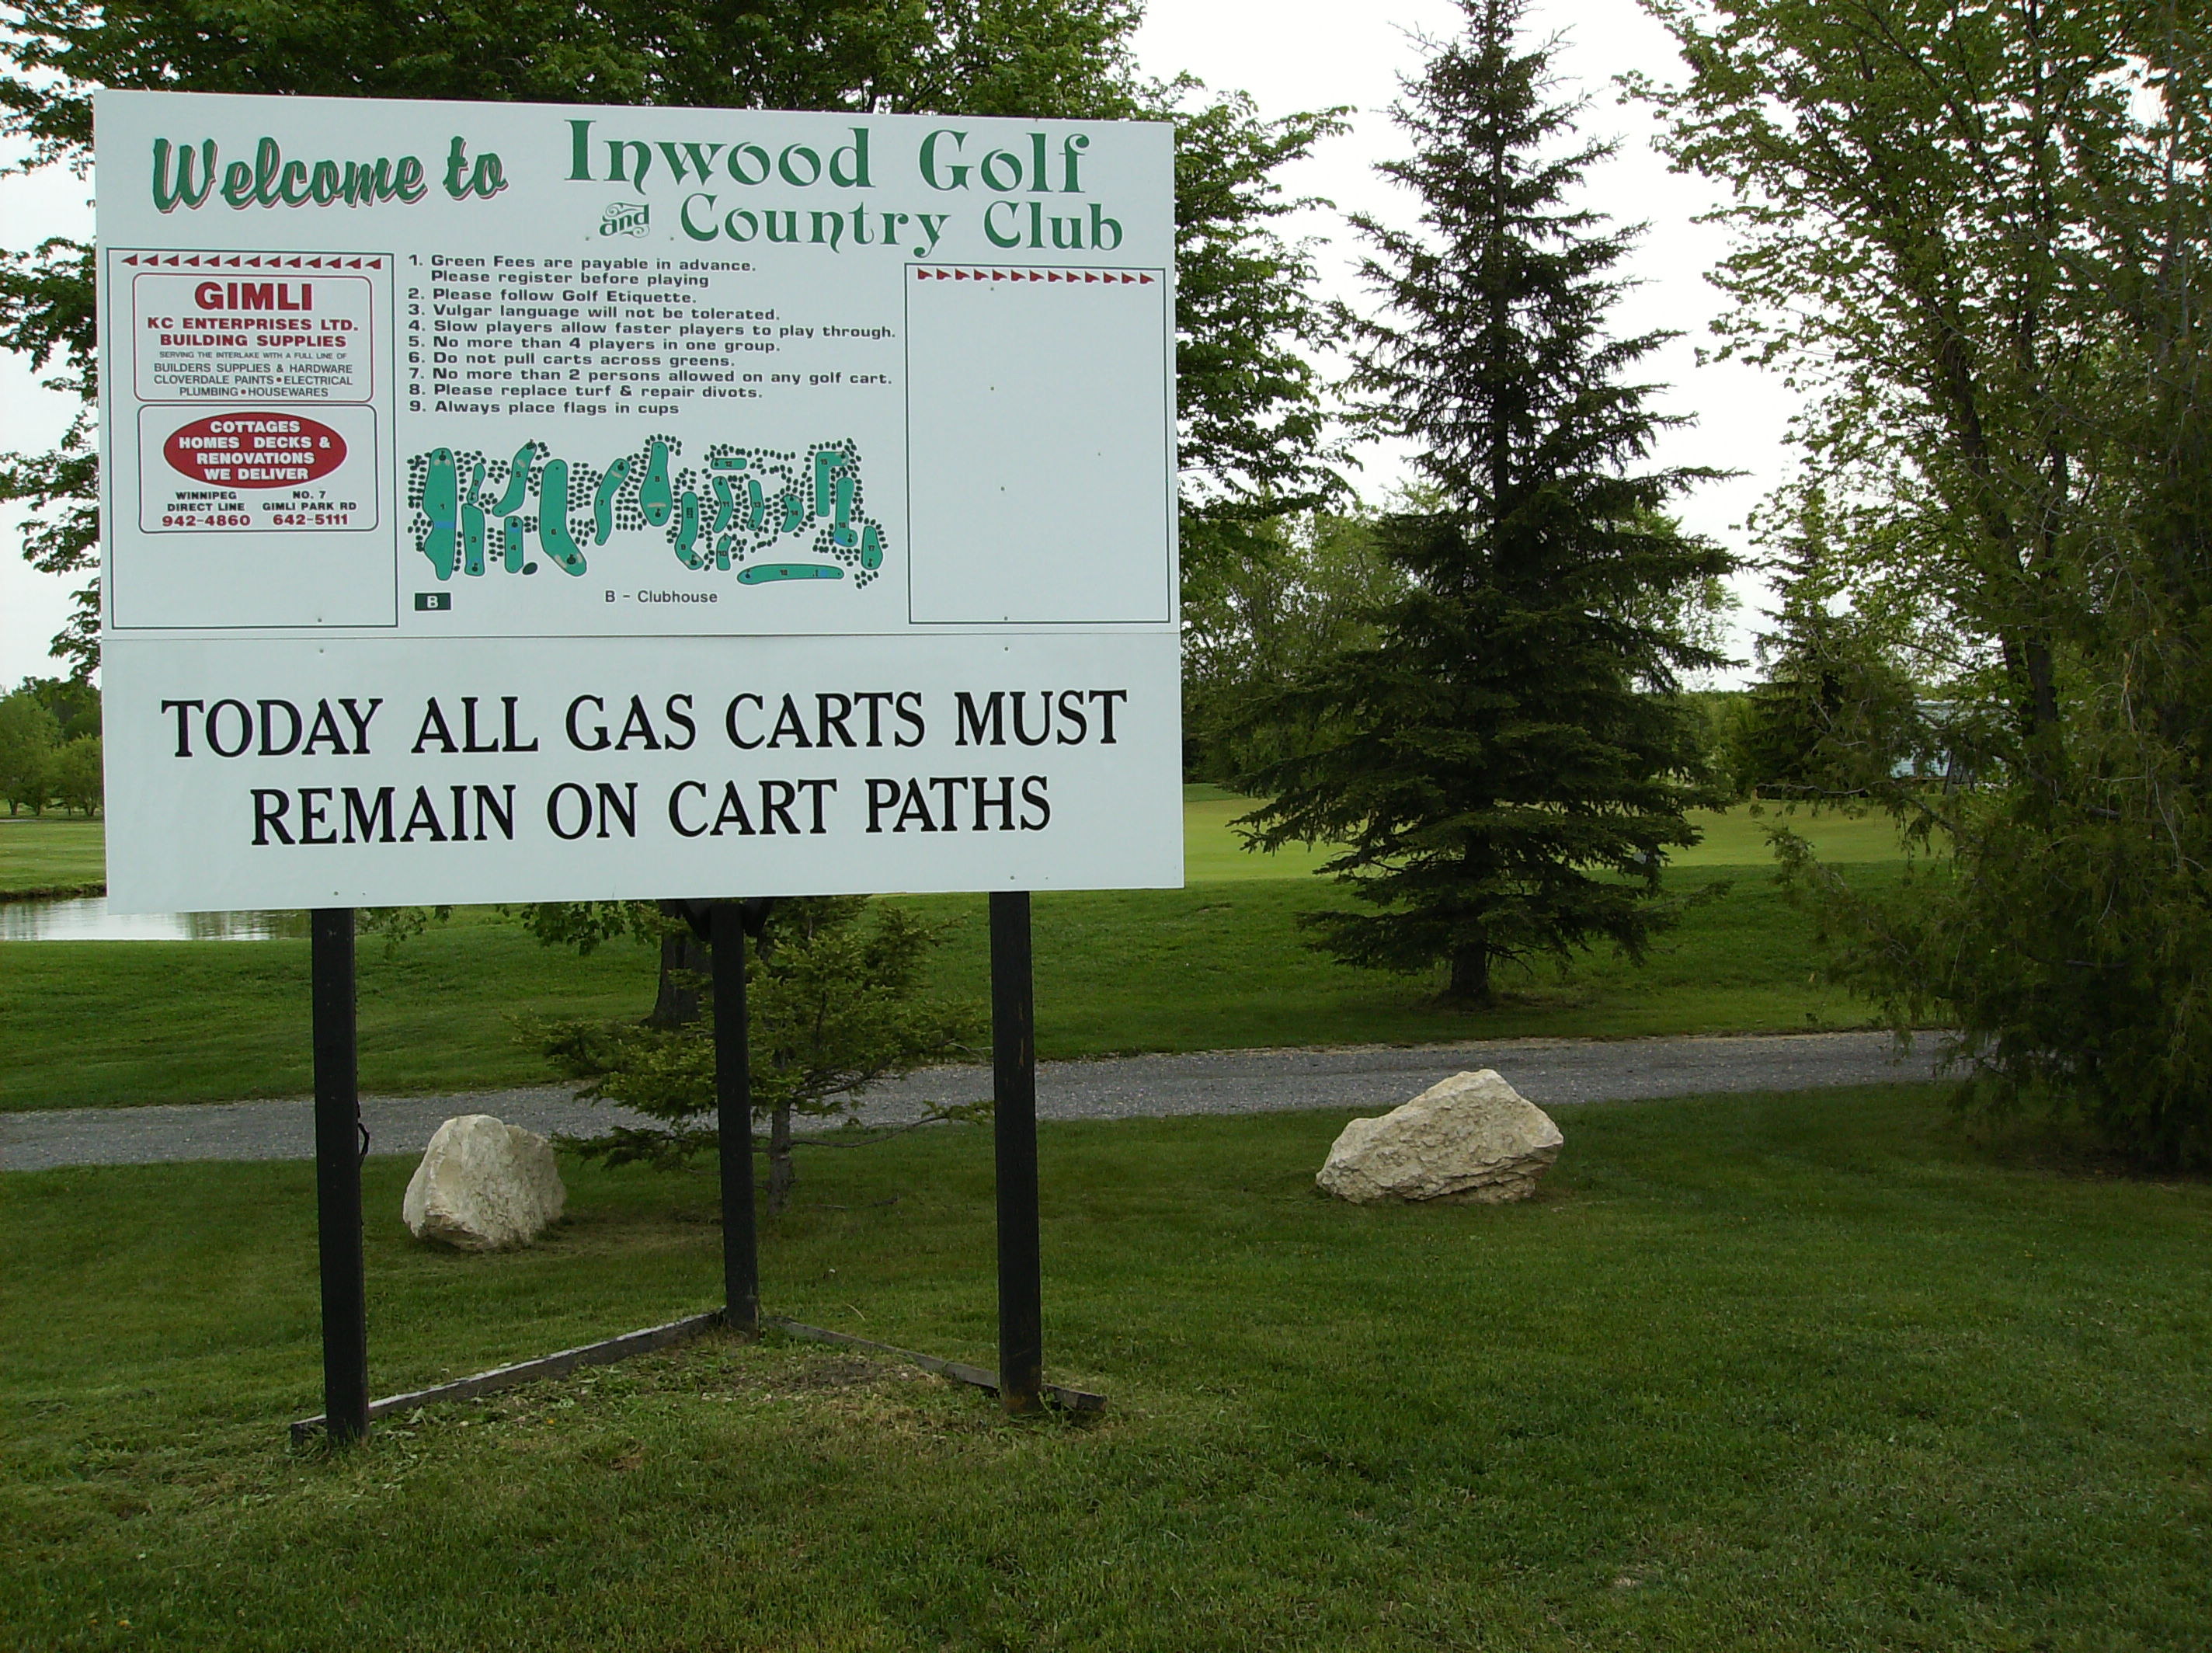 Welcome to Inwood Golf
and Country Club
GIMLI
KC ENTERPRISES LTD.
BUILDING SUPPLIES
SERVING THE INTERLAKE WITH A FULL LINE OF
BUILDERS SUPPLIES & HARDWARE
CLOVERDALE PAINTS • ELECTRICAL
PLUMBING • HOUSEWARES
COTTAGES
HOMES DECKS &
RENOVATIONS
WE DELIVER
WINNIPEG
DIRECT LINE
942-4860
NO. 7
GIMLI PARK RD
642-5111
1. Green Fees are payable in advance.
Please register before playing
2. Please follow Golf Etiquette.
3. Vulgar language will not be tolerated.
4. Slow players allow faster players to play through.
5. No more than 4 players in one group.
6. Do not pull carts across greens.
7. No more than 2 persons allowed on any golf cart.
8. Please replace turf & repair divots.
9. Always place flags in cups
B
B - Clubhouse
TODAY ALL GAS CARTS MUST
REMAIN ON CART PATHS